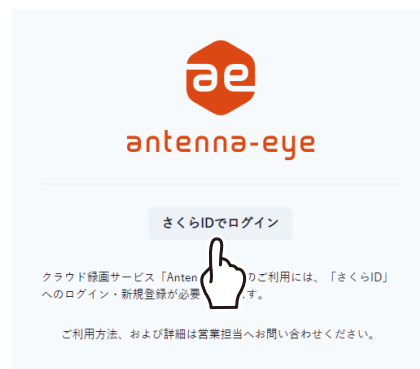 ae
antenna-eye
さくらIDでログイン
クラウド録画サービス「Anten のご利用には、「さくらID」
へのログイン・新規登録が必要 す。
ご利用方法、および詳細は営業担当へお問い合わせください。